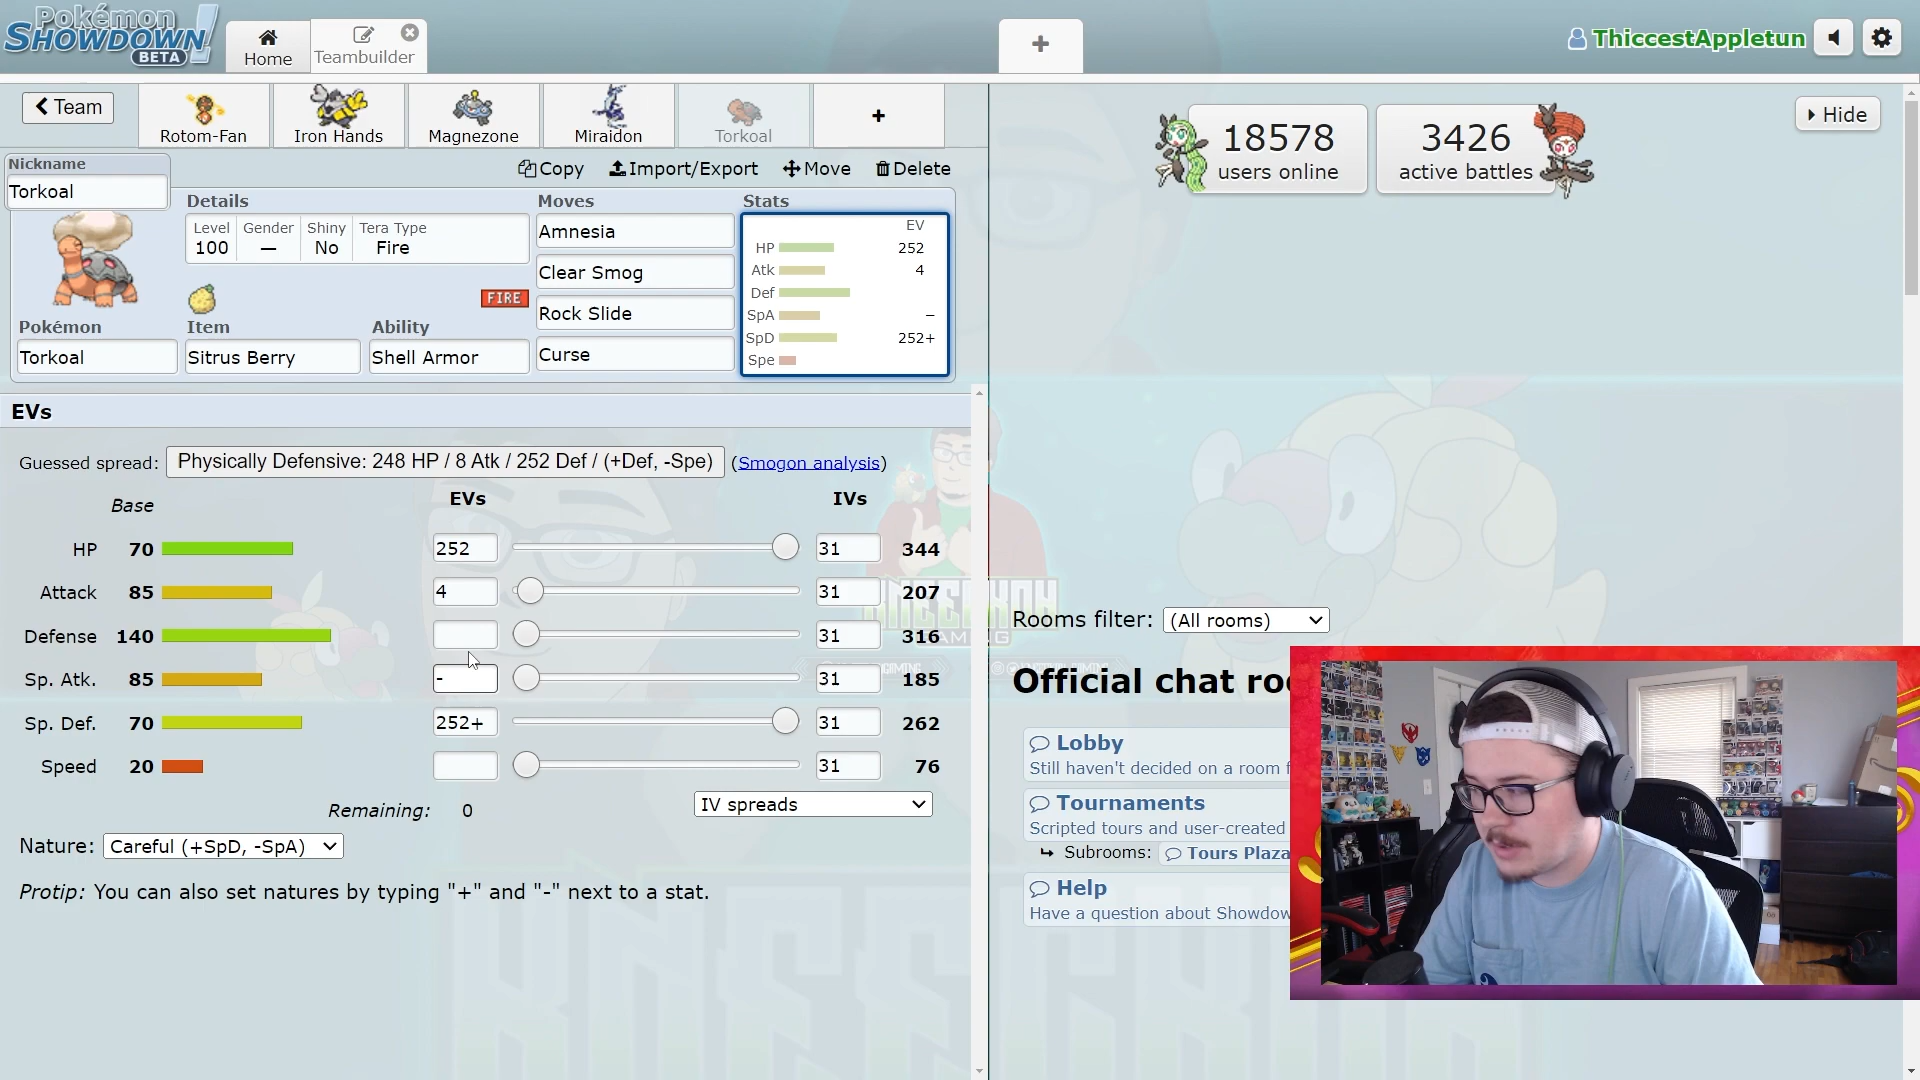 Pokémon
SHOWDOWN!
BETA
Home
Teambuilder
+
ThiccestAppletun
Team
Rotom-Fan
Iron Hands
Magnezone
Miraidon
Torkoal
+
18578
users online
3426
active battles
Hide
Nickname
Torkoal
Copy
Import/Export
Move
Delete
Details
Moves
Stats
Level
100
Gender
—
Shiny
No
Tera Type
Fire
FIRE
Pokémon
Torkoal
Item
Sitrus Berry
Ability
Shell Armor
Amnesia
Clear Smog
Rock Slide
Curse
EV
HP 252
Atk 4
Def
SpA –
SpD 252+
Spe
EVs
Guessed spread: Physically Defensive: 248 HP / 8 Atk / 252 Def / (+Def, -Spe) (Smogon analysis)
Base EVs IVs
HP 70 252 31 344
Attack 85 4 31 207
Defense 140 31 316
Sp. Atk. 85 - 31 185
Sp. Def. 70 252+ 31 262
Speed 20 31 76
Remaining: 0
IV spreads
Nature: Careful (+SpD, -SpA)
Protip: You can also set natures by typing "+" and "-" next to a stat.
Rooms filter: (All rooms)
Official chat roo
Lobby
Still haven't decided on a room f
Tournaments
Scripted tours and user-created
Subrooms: Tours Plaza
Help
Have a question about Showdow